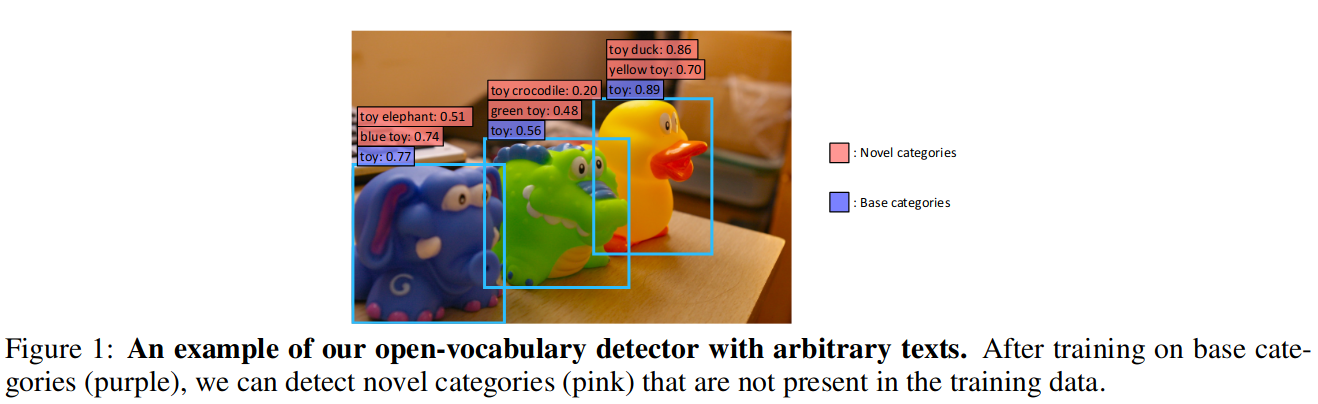 toy duck: 0.86
yellow toy: 0.70
toy: 0.89
toy crocodile: 0.20
green toy: 0.48
toy: 0.56
toy elephant: 0.51
blue toy: 0.74
toy: 0.77
: Novel categories
: Base categories
Figure 1: An example of our open-vocabulary detector with arbitrary texts. After training on base cate-
gories (purple), we can detect novel categories (pink) that are not present in the training data.